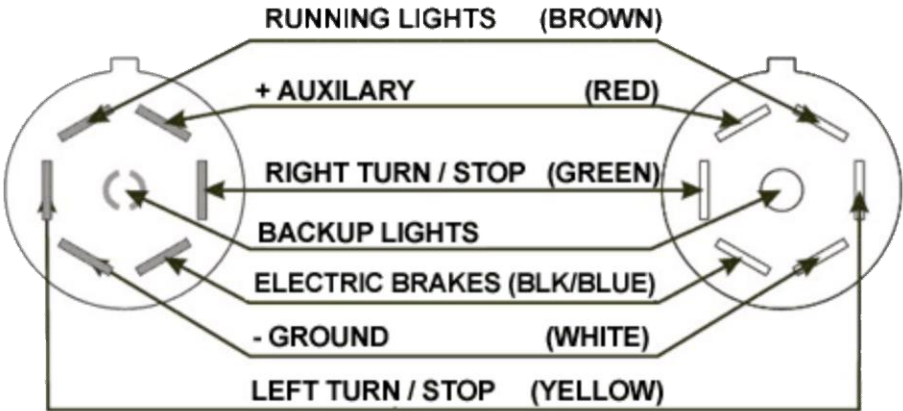 RUNNING LIGHTS (BROWN)
+ AUXILARY (RED)
RIGHT TURN / STOP (GREEN)
BACKUP LIGHTS
ELECTRIC BRAKES (BLK/BLUE)
- GROUND (WHITE)
LEFT TURN / STOP (YELLOW)